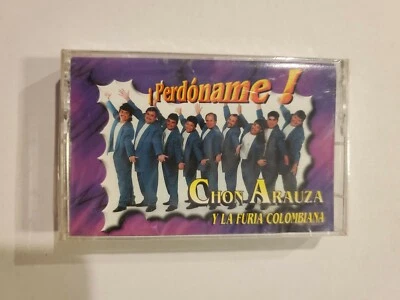 ¡Perdóname!
CHON ARAUZA
Y LA FURIA COLOMBIANA